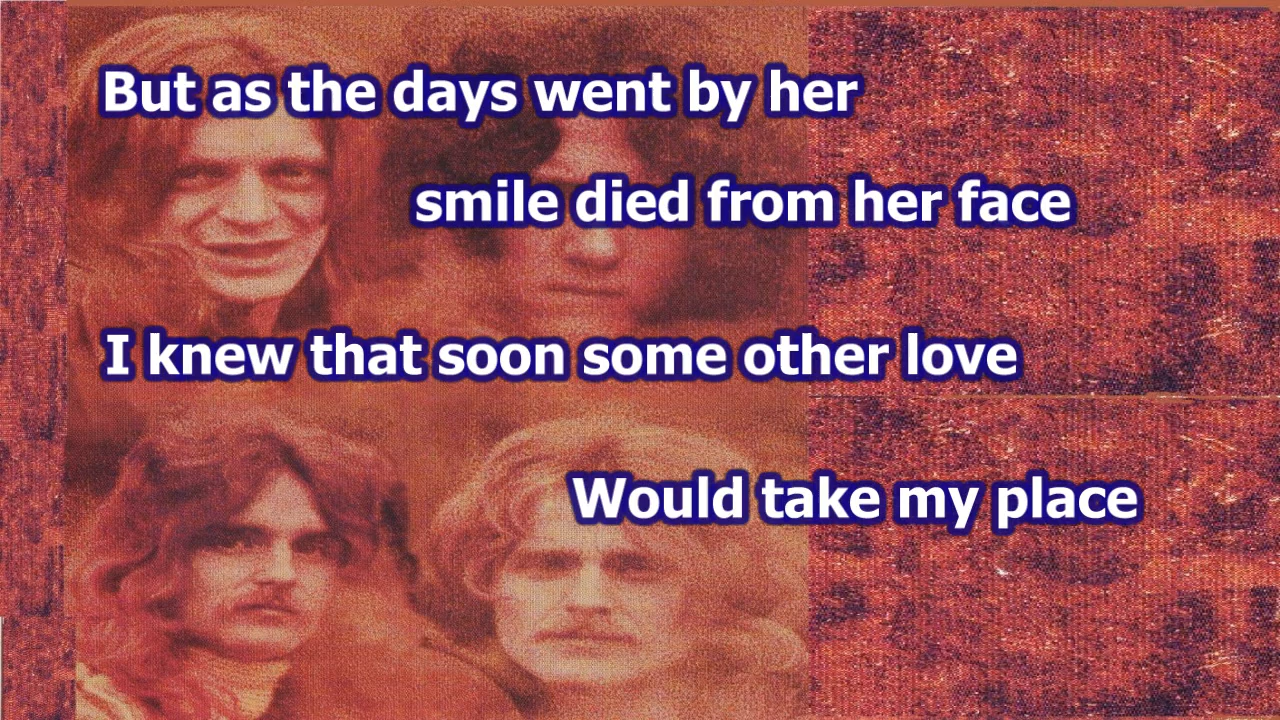 But as the days went by her
smile died from her face
I knew that soon some other love
Would take my place